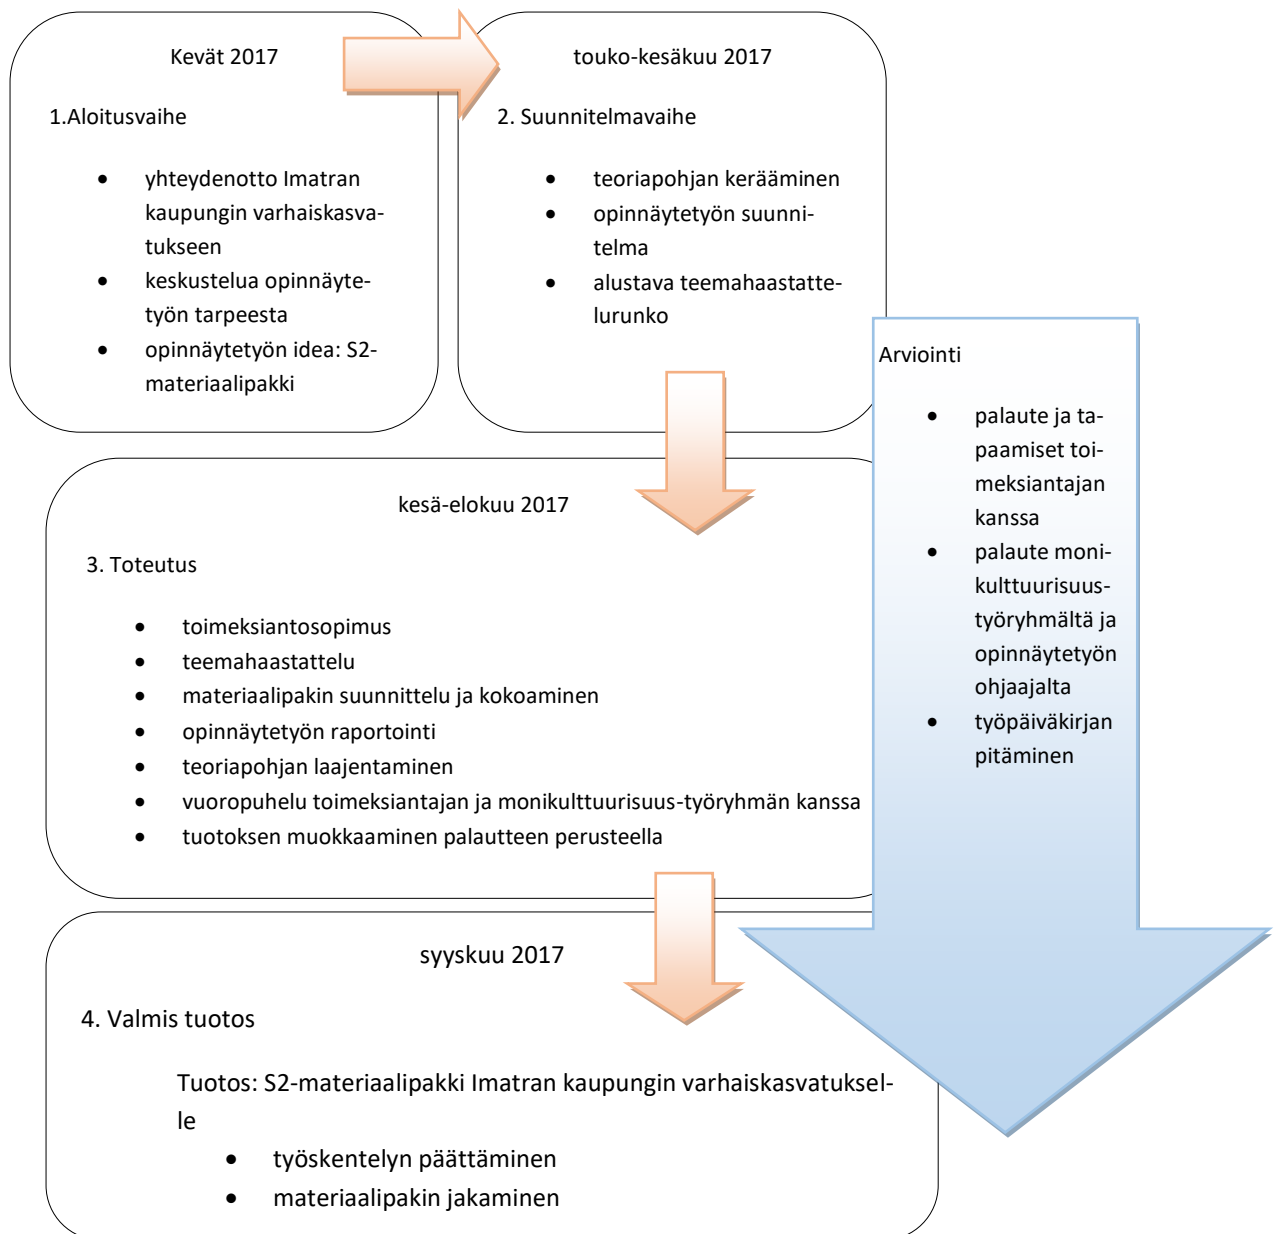 Kevät 2017
1.Aloitusvaihe
• yhteydenotto Imatran
kaupungin varhaiskasva-
tukseen
• keskustelua opinnäyte-
työn tarpeesta
• opinnäytetyön idea: S2-
materiaalipakki
touko-kesäkuu 2017
2. Suunnitelmavaihe
• teoriapohjan kerääminen
• opinnäytetyön suunni-
telma
• alustava teemahaastatte-
lurunko
Arviointi
• palaute ja ta-
paamiset toi-
meksiantajan
kanssa
• palaute moni-
kulttuurisuus-
työryhmältä ja
opinnäytetyön
ohjaajalta
• työpäiväkirjan
pitäminen
kesä-elokuu 2017
3. Toteutus
• toimeksiantosopimus
• teemahaastattelu
• materiaalipakin suunnittelu ja kokoaminen
• opinnäytetyön raportointi
• teoriapohjan laajentaminen
• vuoropuhelu toimeksiantajan ja monikulttuurisuus-työryhmän kanssa
• tuotoksen muokkaaminen palautteen perusteella
syyskuu 2017
4. Valmis tuotos
Tuotos: S2-materiaalipakki Imatran kaupungin varhaiskasvatuksel-
le
• työskentelyn päättäminen
• materiaalipakin jakaminen